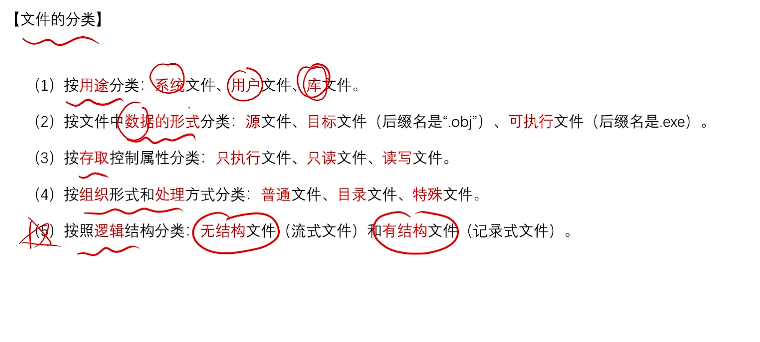 【文件的分类】
（1）按用途分类：系统文件、用户文件、库文件。
（2）按文件中数据的形式分类：源文件、目标文件（后缀名是“.obj”）、可执行文件（后缀名是.exe）。
（3）按存取控制属性分类：只执行文件、只读文件、读写文件。
（4）按组织形式和处理方式分类：普通文件、目录文件、特殊文件。
（5）按照逻辑结构分类：无结构文件（流式文件）和有结构文件（记录式文件）。